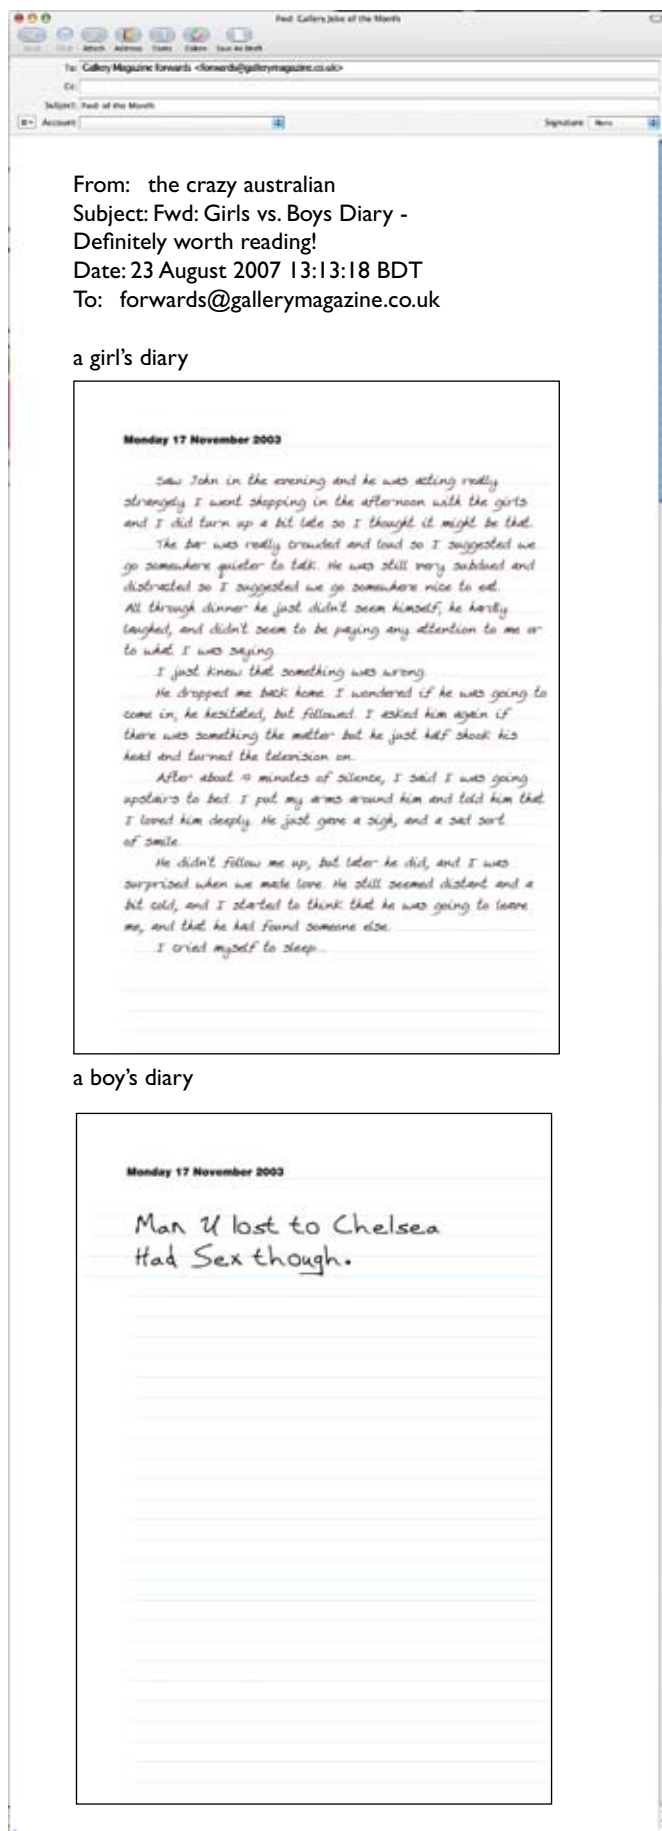 Fwd: Gallery Joke of the Month
Attach Address Fonts Colors Save As Draft
To: Gallery Magazine forwards <forwards@gallerymagazine.co.uk>
Cc:
Subject: Fwd: of the Month
Account: Signature: None
From: the crazy australian
Subject: Fwd: Girls vs. Boys Diary -
Definitely worth reading!
Date: 23 August 2007 13:13:18 BDT
To: forwards@gallerymagazine.co.uk
a girl's diary
Monday 17 November 2003
Saw John in the evening and he was acting really
strangely. I went shopping in the afternoon with the girls
and I did turn up a bit late so I thought it might be that.
The bar was really crowded and loud so I suggested we
go somewhere quieter to talk. He was still very subdued and
distracted so I suggested we go somewhere nice to eat.
All through dinner he just didn't seem himself; he hardly
laughed, and didn't seem to be paying any attention to me or
to what I was saying.
I just knew that something was wrong.
He dropped me back home. I wondered if he was going to
come in; he hesitated, but followed. I asked him again if
there was something the matter but he just half shook his
head and turned the television on.
After about minutes of silence, I said I was going
upstairs to bed. I put my arms around him and told him that
I loved him deeply. He just gave a sigh, and a sad sort
of smile.
He didn't follow me up, but later he did, and I was
surprised when we made love. He still seemed distant and a
bit cold, and I started to think that he was going to leave
me, and that he had found someone else.
I cried myself to sleep...
a boy's diary
Monday 17 November 2003
Man U lost to Chelsea
Had Sex though.